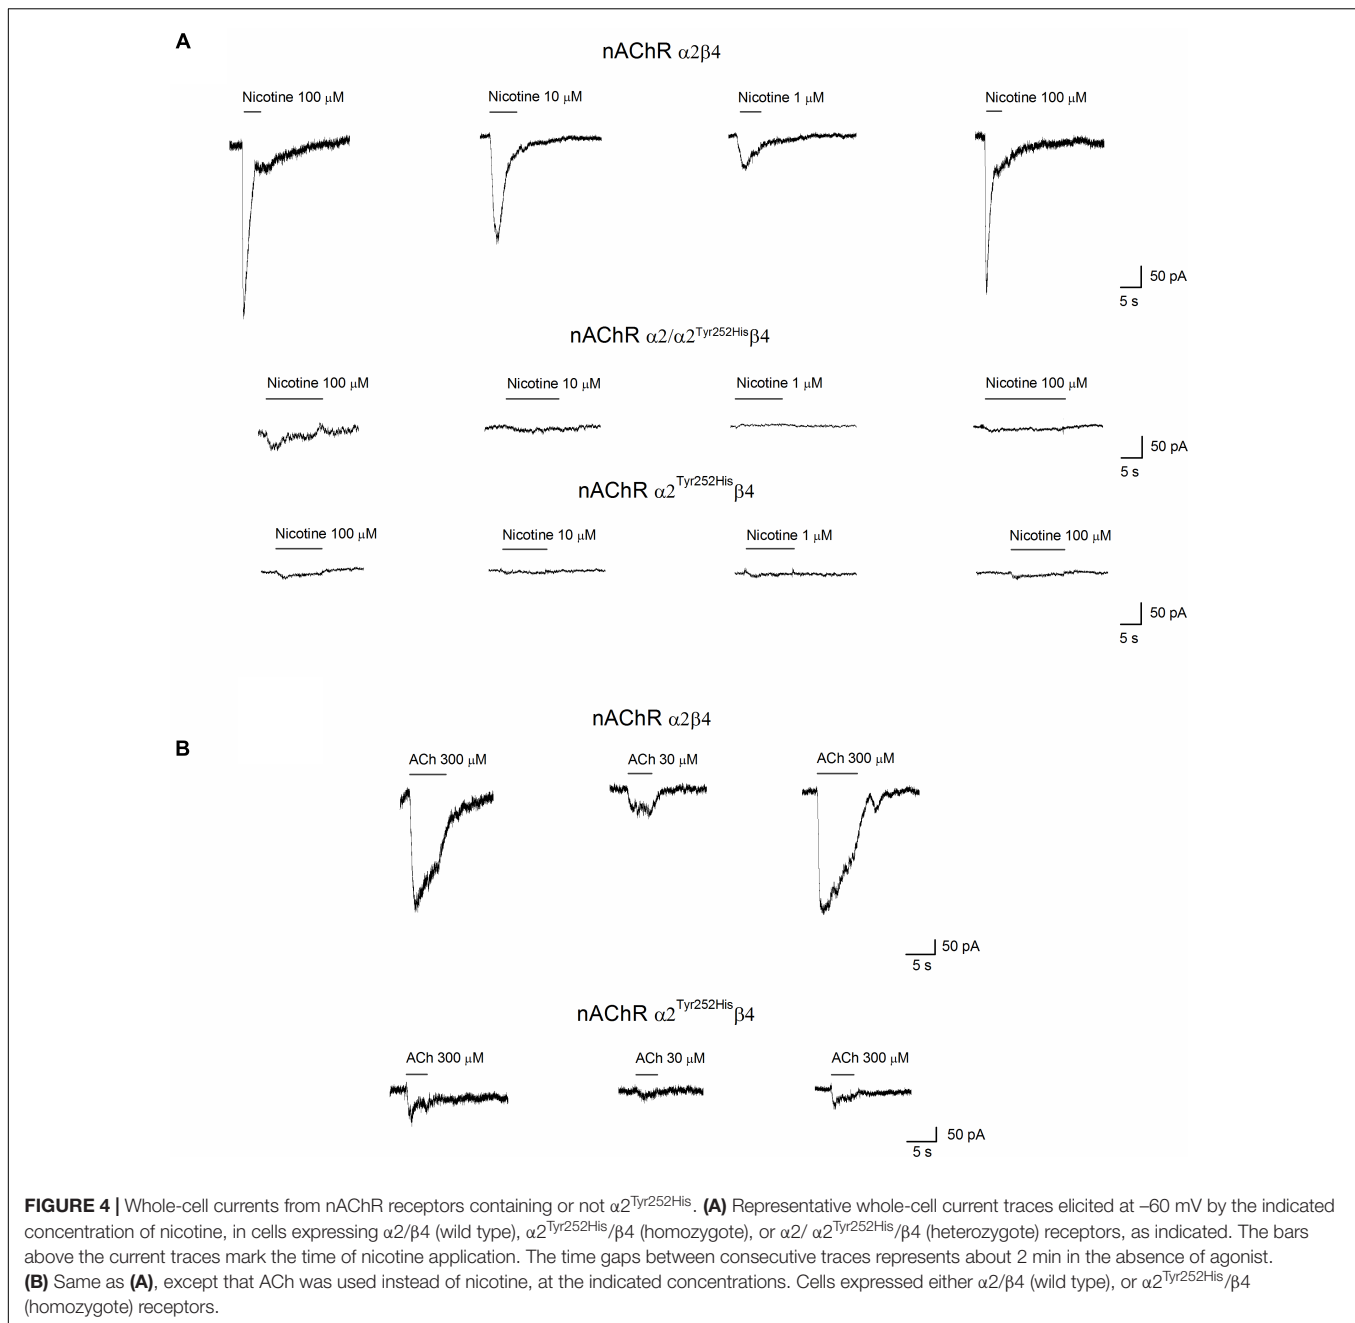 A
nAChR α2β4
Nicotine 100 μM
Nicotine 10 μM
Nicotine 1 μM
Nicotine 100 μM
50 pA
5 s
nAChR α2/α2Tyr252Hisβ4
Nicotine 100 μM
Nicotine 10 μM
Nicotine 1 μM
Nicotine 100 μM
50 pA
5 s
nAChR α2Tyr252Hisβ4
Nicotine 100 μM
Nicotine 10 μM
Nicotine 1 μM
Nicotine 100 μM
50 pA
5 s
nAChR α2β4
B
ACh 300 μM
ACh 30 μM
ACh 300 μM
50 pA
5 s
nAChR α2Tyr252Hisβ4
ACh 300 μM
ACh 30 μM
ACh 300 μM
50 pA
5 s
FIGURE 4 | Whole-cell currents from nAChR receptors containing or not α2Tyr252His. (A) Representative whole-cell current traces elicited at –60 mV by the indicated
concentration of nicotine, in cells expressing α2/β4 (wild type), α2Tyr252His/β4 (homozygote), or α2/ α2Tyr252His/β4 (heterozygote) receptors, as indicated. The bars
above the current traces mark the time of nicotine application. The time gaps between consecutive traces represents about 2 min in the absence of agonist.
(B) Same as (A), except that ACh was used instead of nicotine, at the indicated concentrations. Cells expressed either α2/β4 (wild type), or α2Tyr252His/β4
(homozygote) receptors.